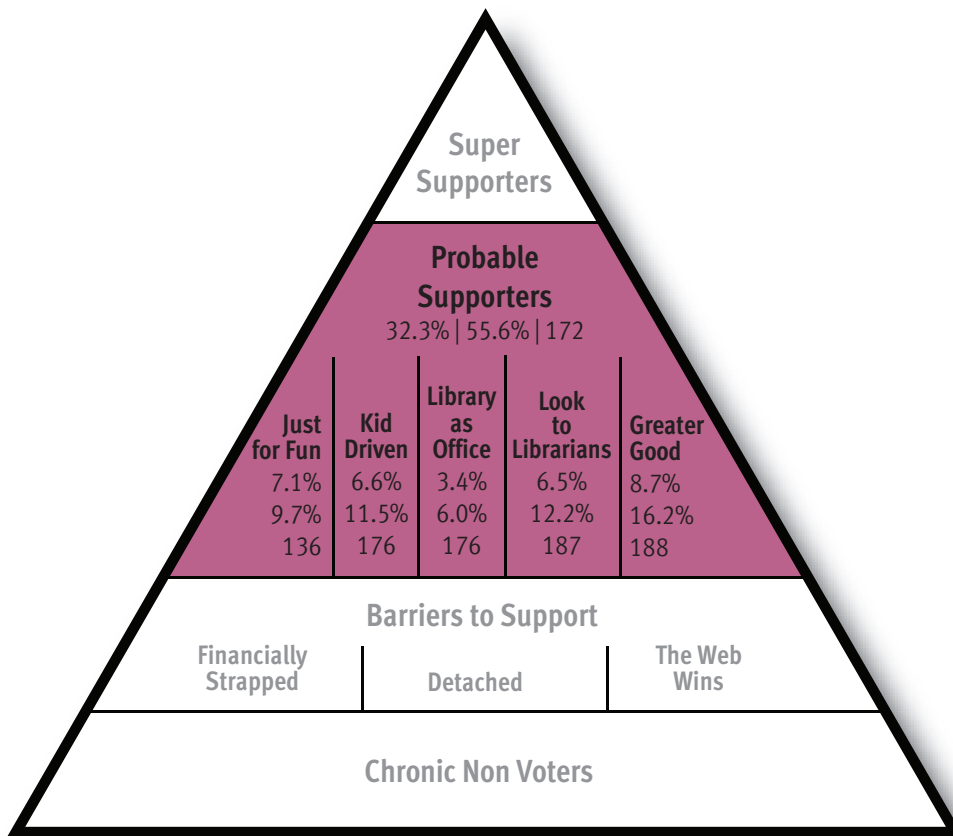 Super
Supporters
Probable
Supporters
32.3% | 55.6% | 172
Just
for Fun
7.1%
9.7%
136
Kid
Driven
6.6%
11.5%
176
Library
as
Office
3.4%
6.0%
176
Look
to
Librarians
6.5%
12.2%
187
Greater
Good
8.7%
16.2%
188
Barriers to Support
Financially
Strapped
Detached
The Web
Wins
Chronic Non Voters